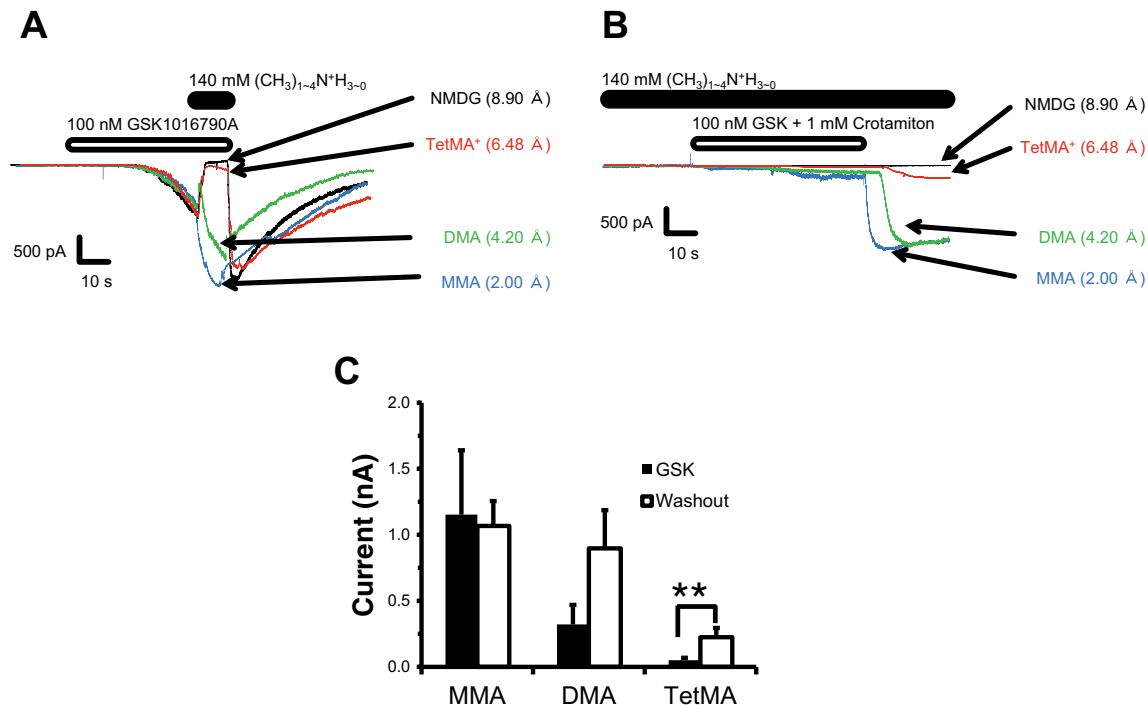 A
140 mM (CH₃)₁₋₄N⁺H₃₋₀
100 nM GSK1016790A
NMDG (8.90 Å)
TetMA⁺ (6.48 Å)
DMA (4.20 Å)
MMA (2.00 Å)
500 pA
10 s
B
140 mM (CH₃)₁~₄N⁺H₃~₀
100 nM GSK + 1 mM Crotamiton
NMDG (8.90 Å)
TetMA⁺ (6.48 Å)
DMA (4.20 Å)
MMA (2.00 Å)
500 pA
10 s
C
Current (nA)
2.0
1.5
1.0
0.5
0.0
GSK
Washout
**
MMA
DMA
TetMA